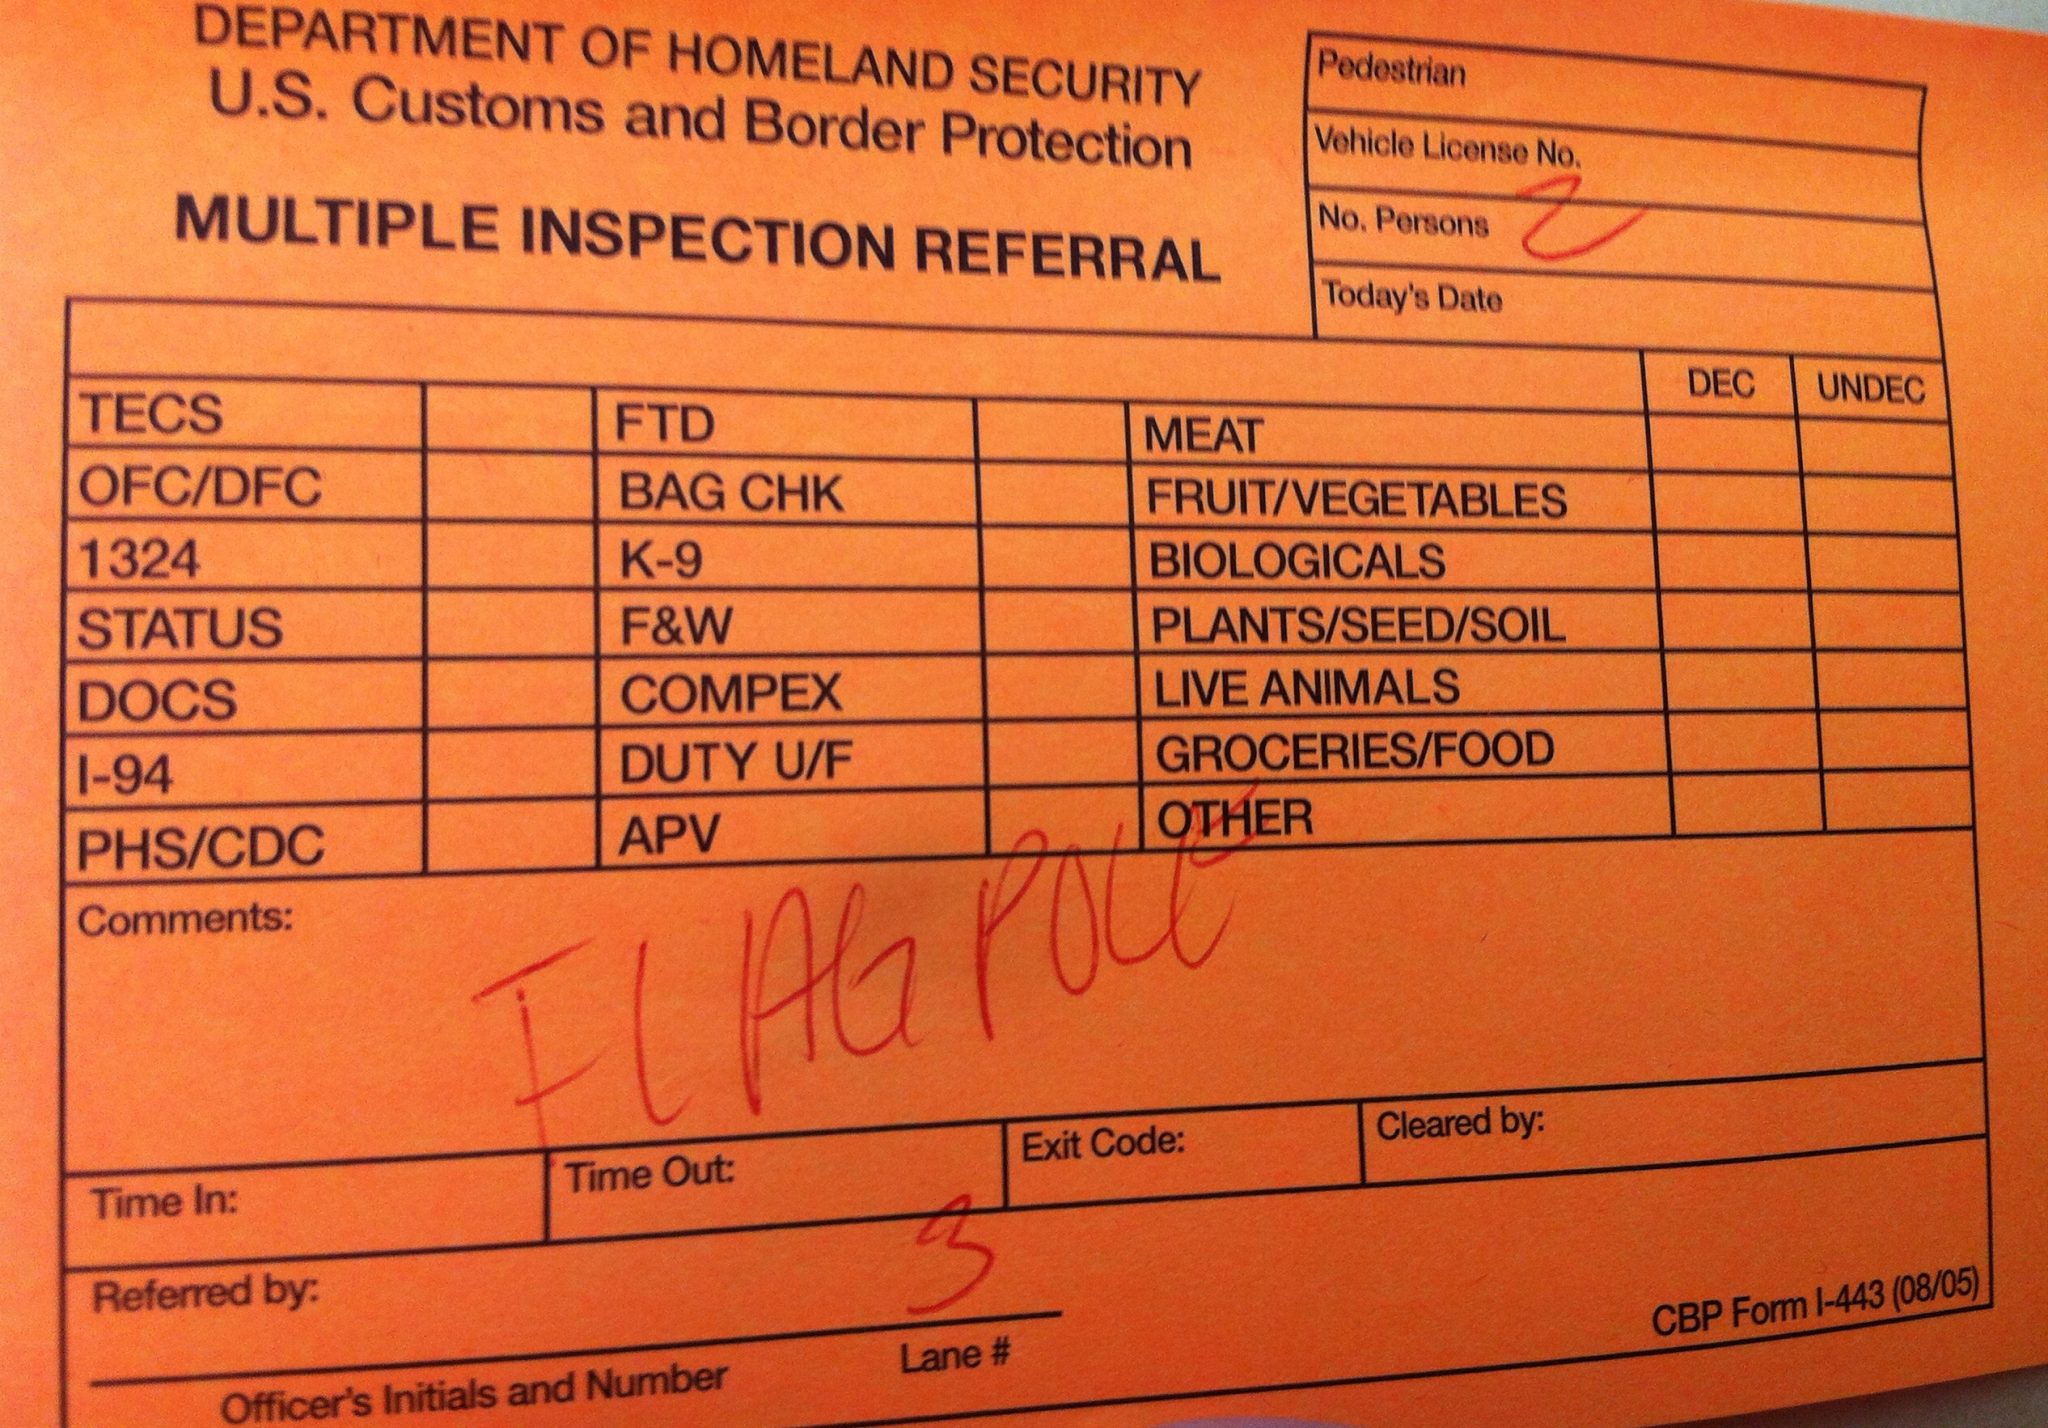 DEPARTMENT OF HOMELAND SECURITY
U.S. Customs and Border Protection
MULTIPLE INSPECTION REFERRAL
Pedestrian
Vehicle License No.
No. Persons 2
Today's Date
DEC UNDEC
TECS FTD MEAT
OFC/DFC BAG CHK FRUIT/VEGETABLES
1324 K-9 BIOLOGICALS
STATUS F&W PLANTS/SEED/SOIL
DOCS COMPEX LIVE ANIMALS
I-94 DUTY U/F GROCERIES/FOOD
PHS/CDC APV OTHER
Comments:
FLAG POLE
Time In: Time Out: Exit Code: Cleared by:
Referred by: 3
Officer's Initials and Number Lane #
CBP Form I-443 (08/05)